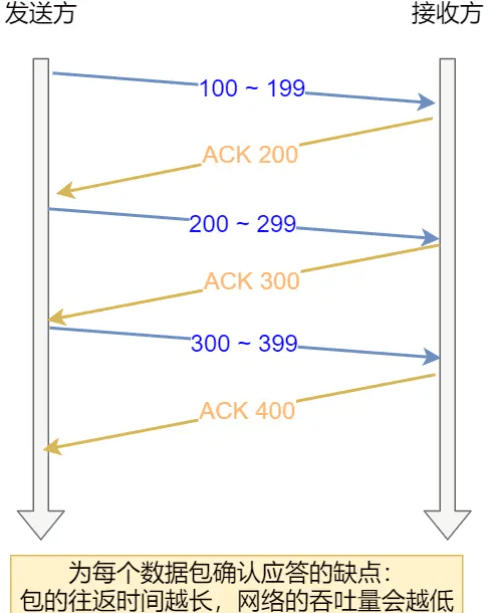 发送方
接收方
100 ~ 199
ACK 200
200 ~ 299
ACK 300
300 ~ 399
ACK 400
为每个数据包确认应答的缺点：
包的往返时间越长，网络的吞吐量会越低